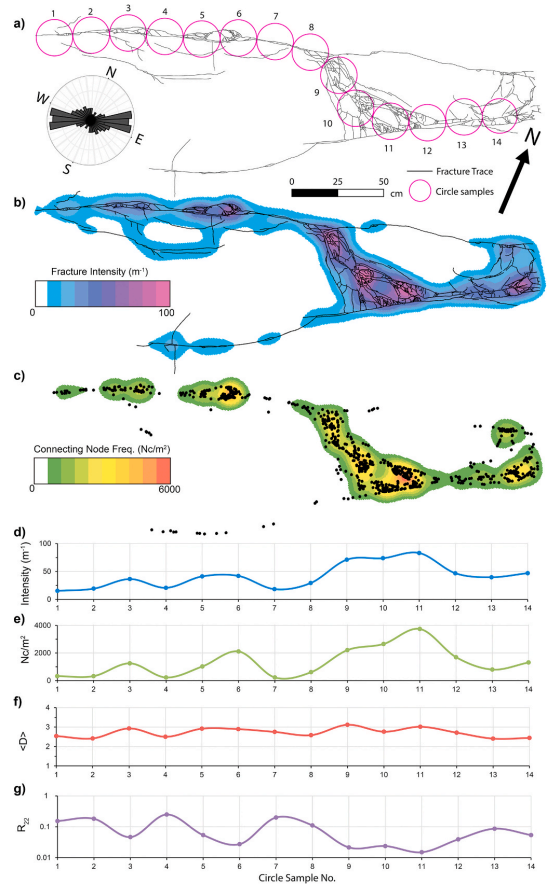 a)
1 2 3 4 5 6 7 8
9
10
11 12 13 14
N
W
E
S
N
0 25 50
cm
Fracture Trace
Circle samples
b)
Fracture Intensity (m-1)
0 100
c)
Connecting Node Freq. (Nc/m2)
0 6000
d)
Intensity (m-1)
100
50
0
1 2 3 4 5 6 7 8 9 10 11 12 13 14
e)
Nc/m2
4000
2000
0
1 2 3 4 5 6 7 8 9 10 11 12 13 14
f)
<D>
4
3
2
1
1 2 3 4 5 6 7 8 9 10 11 12 13 14
g)
R22
1
0.1
0.01
1 2 3 4 5 6 7 8 9 10 11 12 13 14
Circle Sample No.